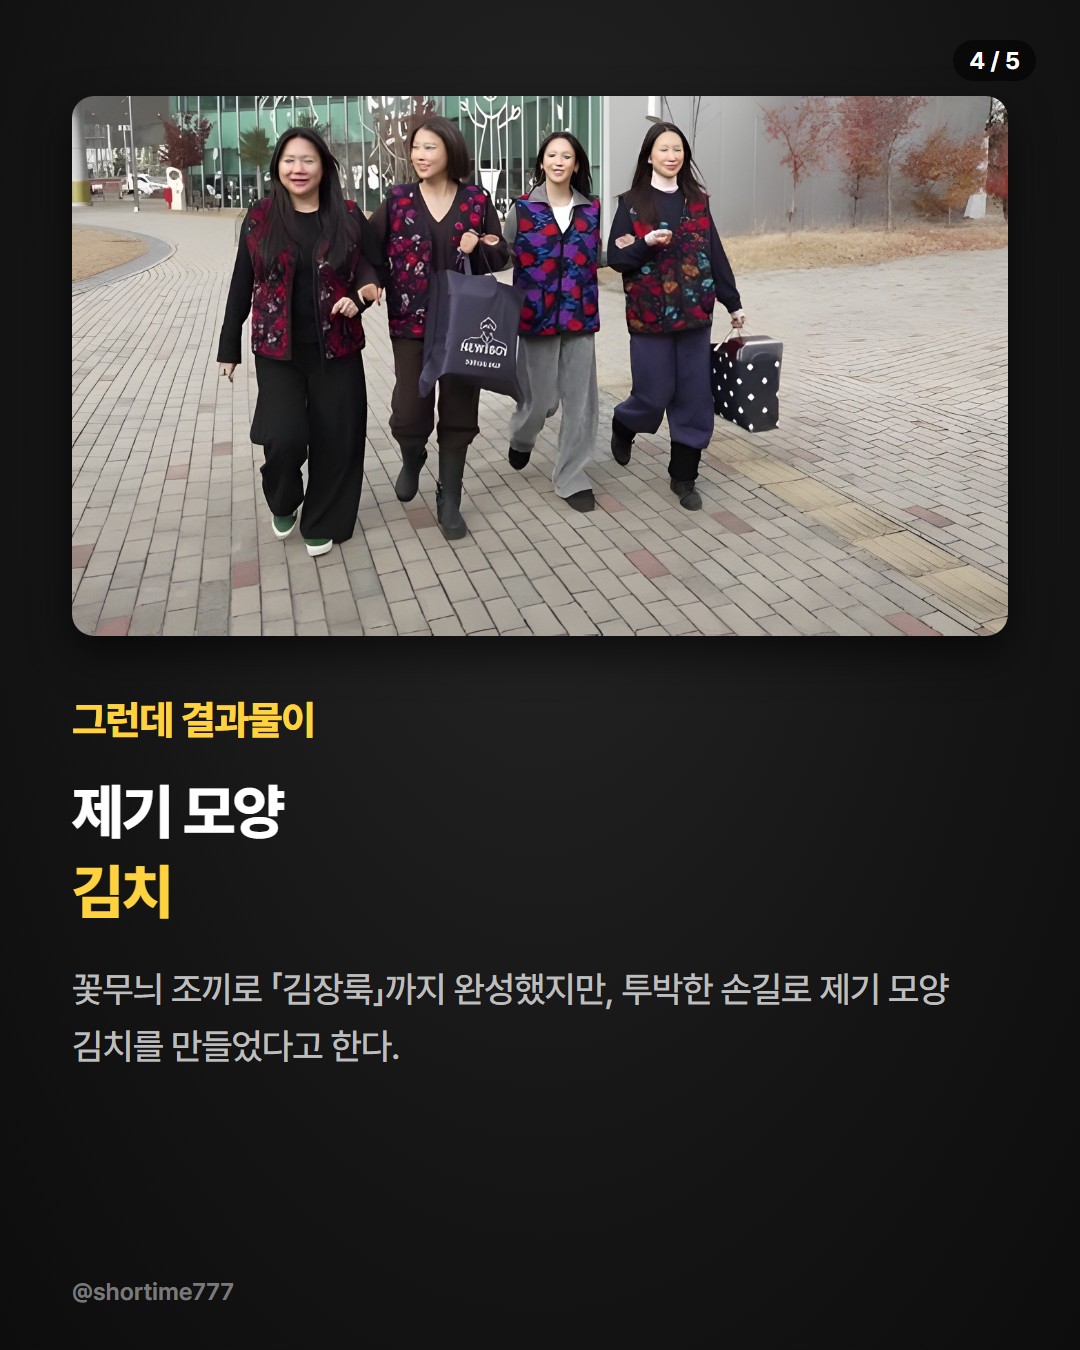 4 / 5
그런데 결과물이
제기 모양
김치
꽃무늬 조끼로 「김장룩」까지 완성했지만, 투박한 손길로 제기 모양
김치를 만들었다고 한다.
@shortime777